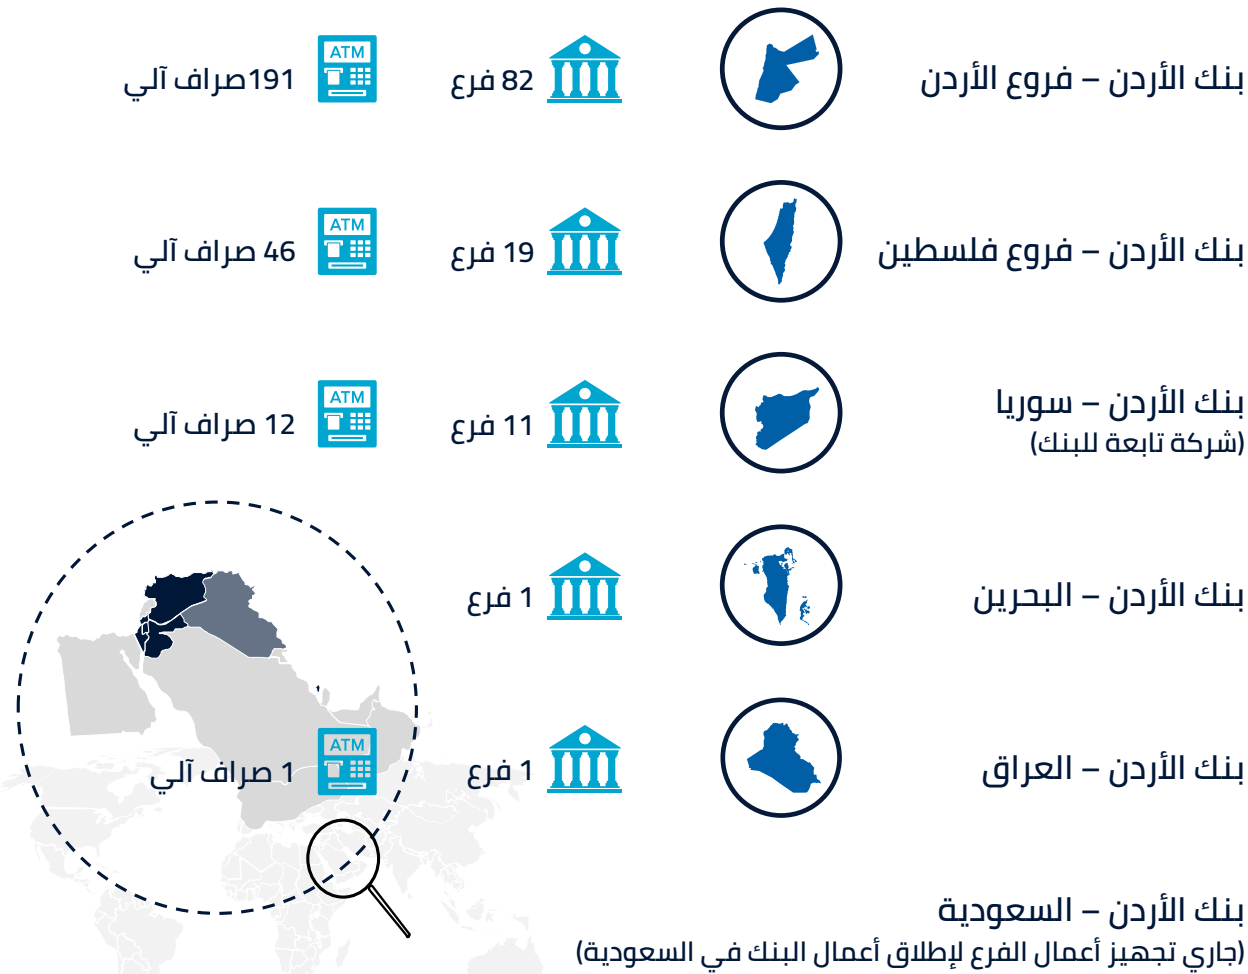 بنك الأردن – فروع الأردن
82 فرع
ATM
191صراف آلي
بنك الأردن – فروع فلسطين
19 فرع
ATM
46 صراف آلي
بنك الأردن – سوريا
(شركة تابعة للبنك)
11 فرع
ATM
12 صراف آلي
بنك الأردن – البحرين
1 فرع
بنك الأردن – العراق
1 فرع
ATM
1 صراف آلي
بنك الأردن – السعودية
(جاري تجهيز أعمال الفرع لإطلاق أعمال البنك في السعودية)